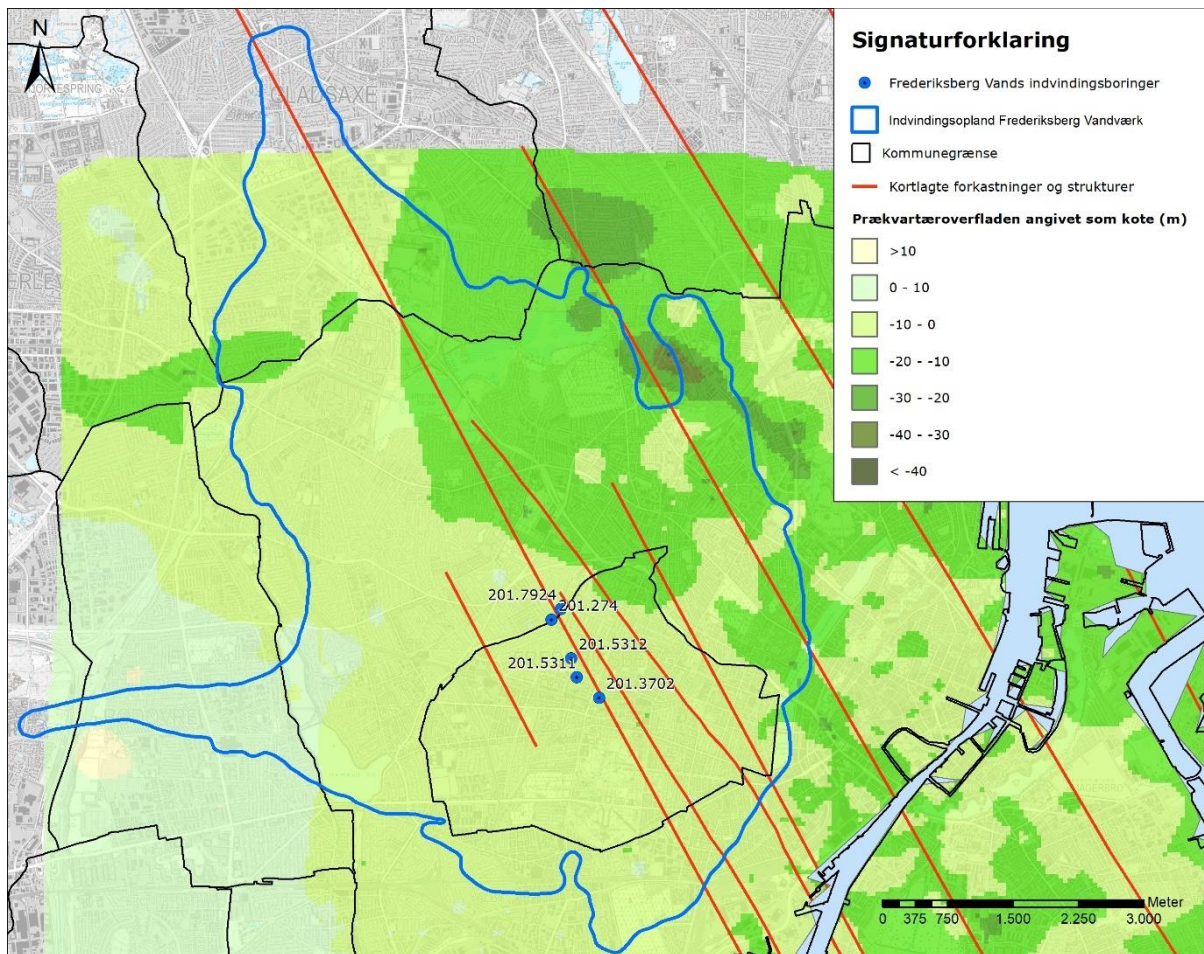 N
GLADSAXE
Signaturforklaring
Frederiksberg Vands indvindingsboringer
Indvindingsopland Frederiksberg Vandværk
Kommunegrænse
Kortlagte forkastninger og strukturer
Prækvartæroverfladen angivet som kote (m)
>10
0 - 10
-10 - 0
-20 - -10
-30 - -20
-40 - -30
< -40
201.7924
201.274
201.5312
201.5311
201.3702
Meter
0 375 750 1.500 2.250 3.000